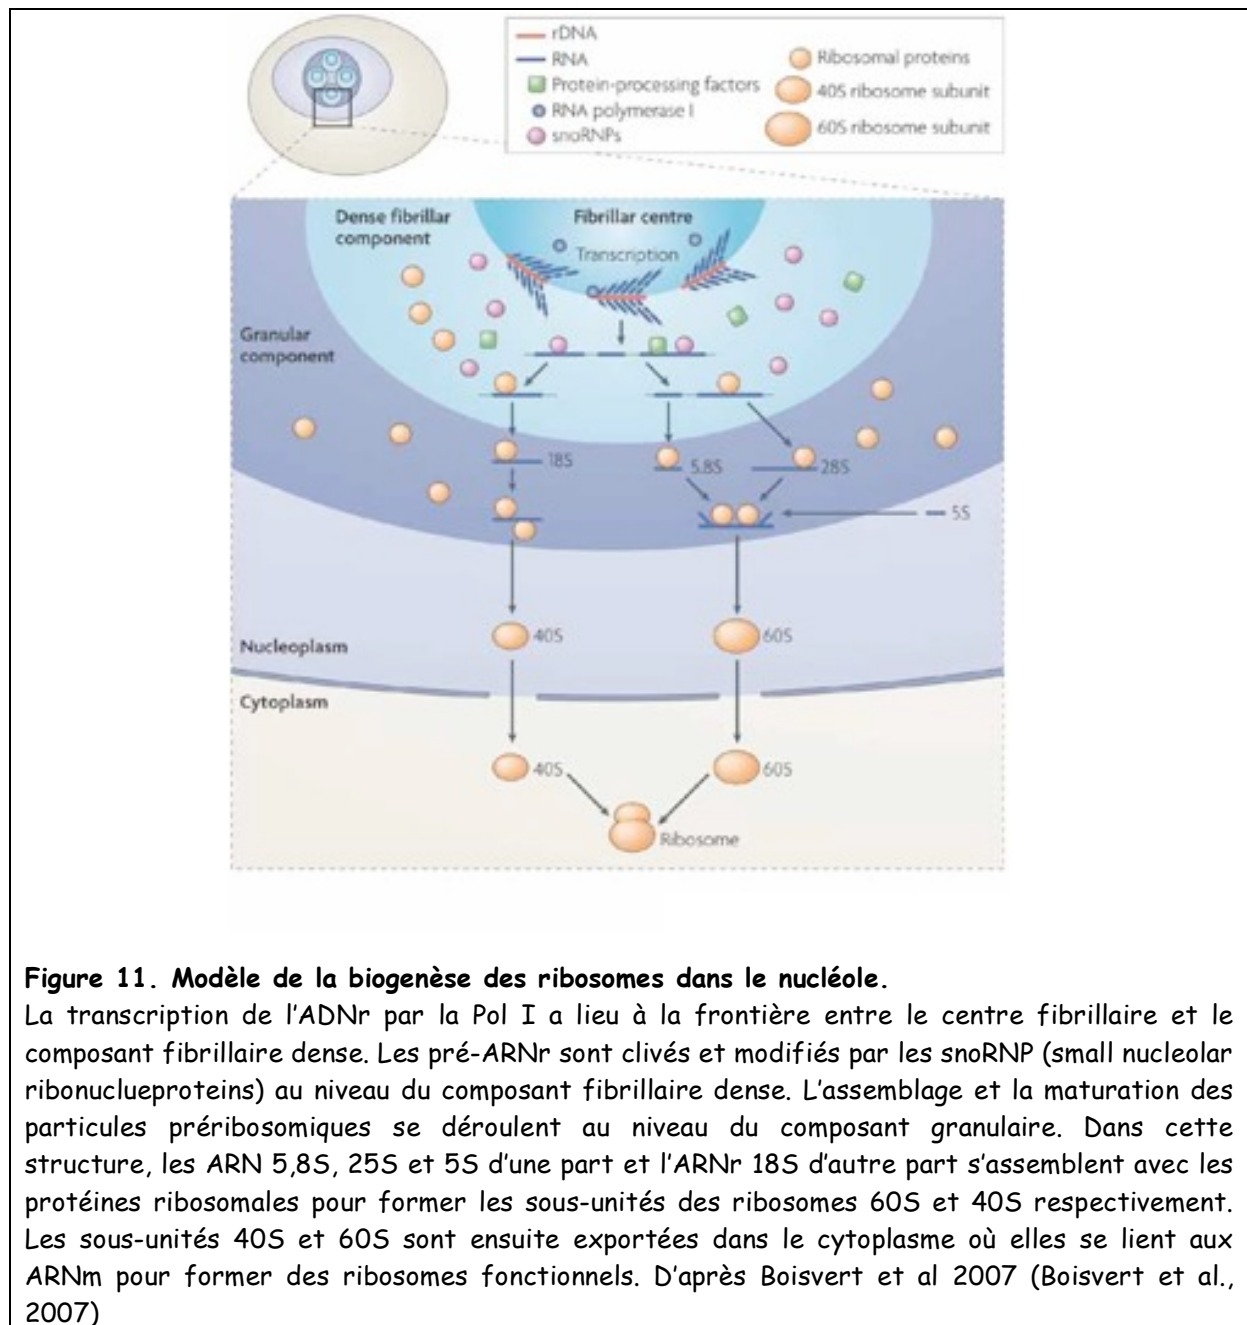 rDNA
RNA
Protein-processing factors
RNA polymerase I
snoRNPs
Ribosomal proteins
40S ribosome subunit
60S ribosome subunit
Dense fibrillar
component
Fibrillar centre
Transcription
Granular
component
18S
5.8S
28S
5S
40S
60S
Nucleoplasm
Cytoplasm
40S
60S
Ribosome
Figure 11. Modèle de la biogenèse des ribosomes dans le nucléole.
La transcription de l'ADNr par la Pol I a lieu à la frontière entre le centre fibrillaire et le
composant fibrillaire dense. Les pré-ARNr sont clivés et modifiés par les snoRNP (small nucleolar
ribonuclueproteins) au niveau du composant fibrillaire dense. L'assemblage et la maturation des
particules préribosomiques se déroulent au niveau du composant granulaire. Dans cette
structure, les ARN 5,8S, 25S et 5S d'une part et l'ARNr 18S d'autre part s'assemblent avec les
protéines ribosomales pour former les sous-unités des ribosomes 60S et 40S respectivement.
Les sous-unités 40S et 60S sont ensuite exportées dans le cytoplasme où elles se lient aux
ARNm pour former des ribosomes fonctionnels. D'après Boisvert et al 2007 (Boisvert et al.,
2007)